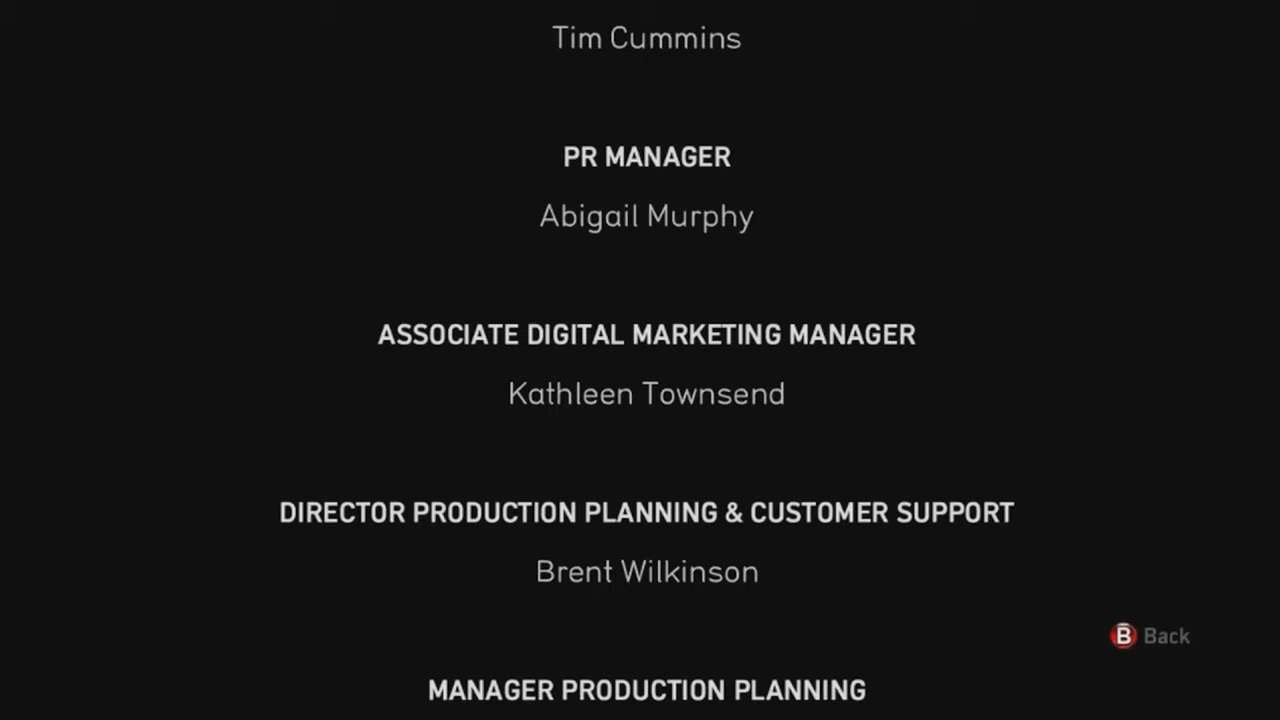 Tim Cummins
PR MANAGER
Abigail Murphy
ASSOCIATE DIGITAL MARKETING MANAGER
Kathleen Townsend
DIRECTOR PRODUCTION PLANNING & CUSTOMER SUPPORT
Brent Wilkinson
B Back
MANAGER PRODUCTION PLANNING